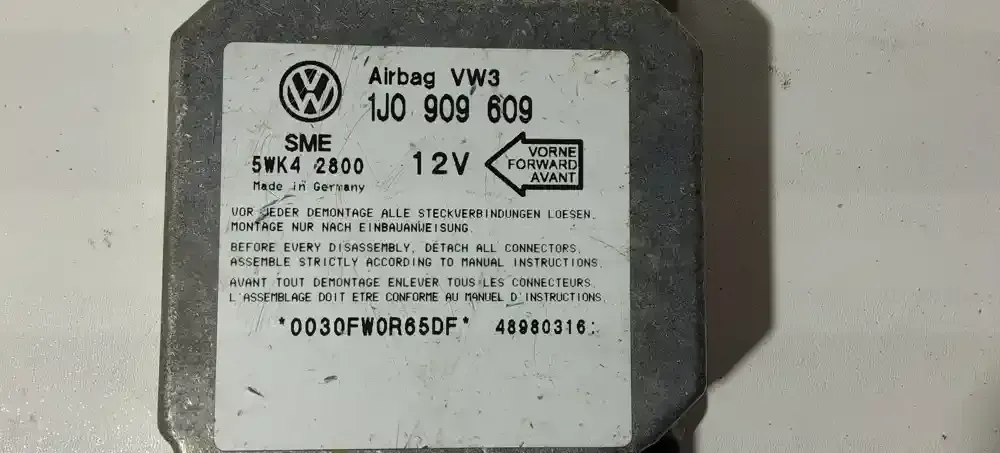 Airbag VW3
1J0 909 609
SME
5WK4 2800
Made in Germany
12V
VORNE
FORWARD
AVANT
VOR JEDER DEMONTAGE ALLE STECKVERBINDUNGEN LOESEN.
MONTAGE NUR NACH EINBAUANWEISUNG.
BEFORE EVERY DISASSEMBLY, DETACH ALL CONNECTORS.
ASSEMBLE STRICTLY ACCORDING TO MANUAL INSTRUCTIONS.
AVANT TOUT DEMONTAGE ENLEVER TOUS LES CONNECTEURS.
L'ASSEMBLAGE DOIT ETRE CONFORME AU MANUEL D'INSTRUCTIONS.
*0030FW0R65DF* 48980316: